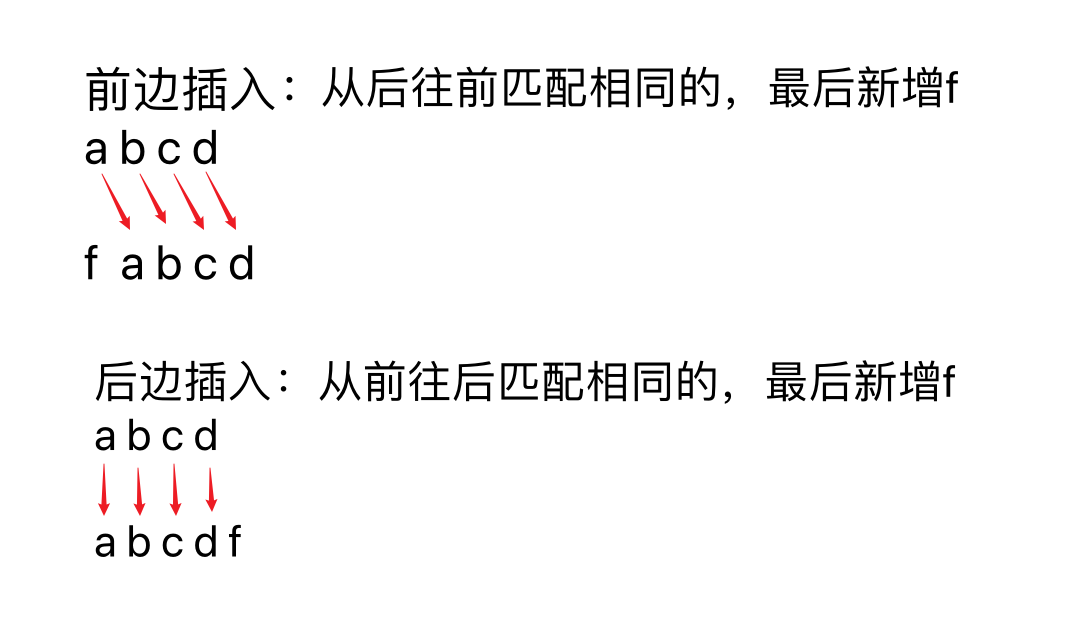 前边插入：从后往前匹配相同的，最后新增f
a b c d
f a b c d
后边插入：从前往后匹配相同的，最后新增f
a b c d
a b c d f